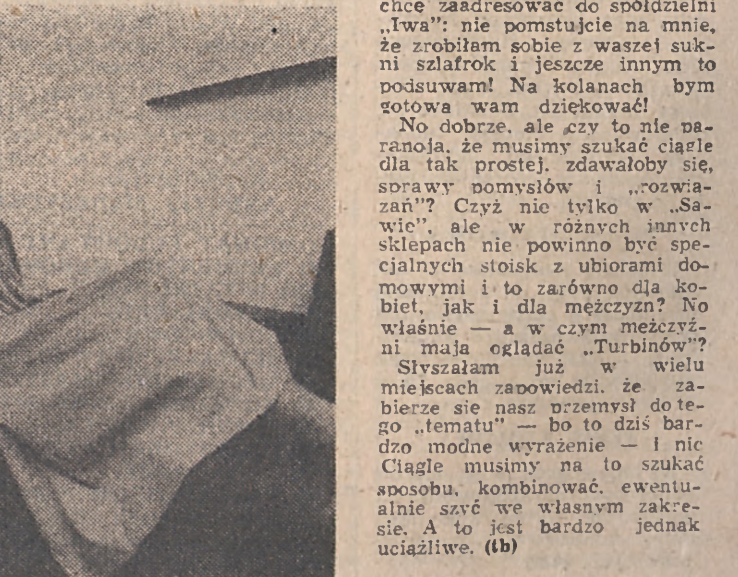 chcę zaadresować do spółdzielni
„Iwa": nie pomstujcie na mnie,
że zrobiłam sobie z waszej suk-
ni szlafrok i jeszcze innym to
podsuwam! Na kolanach bym
gotowa wam dziękować!
No dobrze, ale czy to nie pa-
ranoja, że musimy szukać ciągle
dla tak prostej, zdawałoby się,
sprawy pomysłów i „rozwią-
zań"? Czyż nie tylko w „Sa-
wie", ale w różnych innych
sklepach nie powinno być spe-
cjalnych stoisk z ubiorami do-
mowymi i to zarówno dla ko-
biet, jak i dla mężczyzn? No
właśnie — a w czym mężczyź-
ni mają oglądać „Turbinów"?
Słyszałam już w wielu
miejscach zapowiedzi, że za-
bierze się nasz przemysł do te-
go „tematu" — bo to dziś bar-
dzo modne wyrażenie — i nic
Ciągle musimy na to szukać
sposobu, kombinować, ewentu-
alnie szyć we własnym zakre-
sie. A to jest bardzo jednak
uciążliwe. (tb)